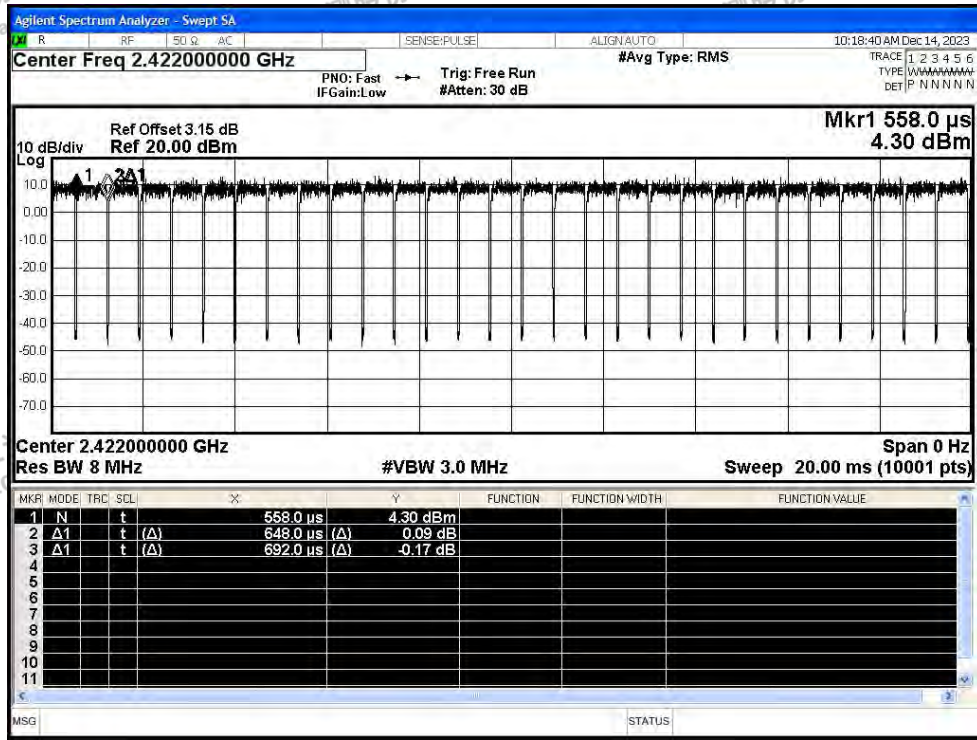 Agilent Spectrum Analyzer - Swept SA
LXI R RF 50 Ω AC SENSE:PULSE ALIGN AUTO 10:18:40 AM Dec 14, 2023
Center Freq 2.422000000 GHz #Avg Type: RMS TRACE 1 2 3 4 5 6
PNO: Fast Trig: Free Run TYPE WWWWWW
IFGain:Low #Atten: 30 dB DET P N N N N N
Mkr1 558.0 µs
Ref Offset 3.15 dB
10 dB/div Ref 20.00 dBm 4.30 dBm
Log
1 2Δ1
10.0
0.00
-10.0
-20.0
-30.0
-40.0
-50.0
-60.0
-70.0
Center 2.422000000 GHz Span 0 Hz
Res BW 8 MHz #VBW 3.0 MHz Sweep 20.00 ms (10001 pts)
MKR MODE TRC SCL X Y FUNCTION FUNCTION WIDTH FUNCTION VALUE
1 N t 558.0 µs 4.30 dBm
2 Δ1 t (Δ) 648.0 µs (Δ) 0.09 dB
3 Δ1 t (Δ) 692.0 µs (Δ) -0.17 dB
4
5
6
7
8
9
10
11
MSG STATUS